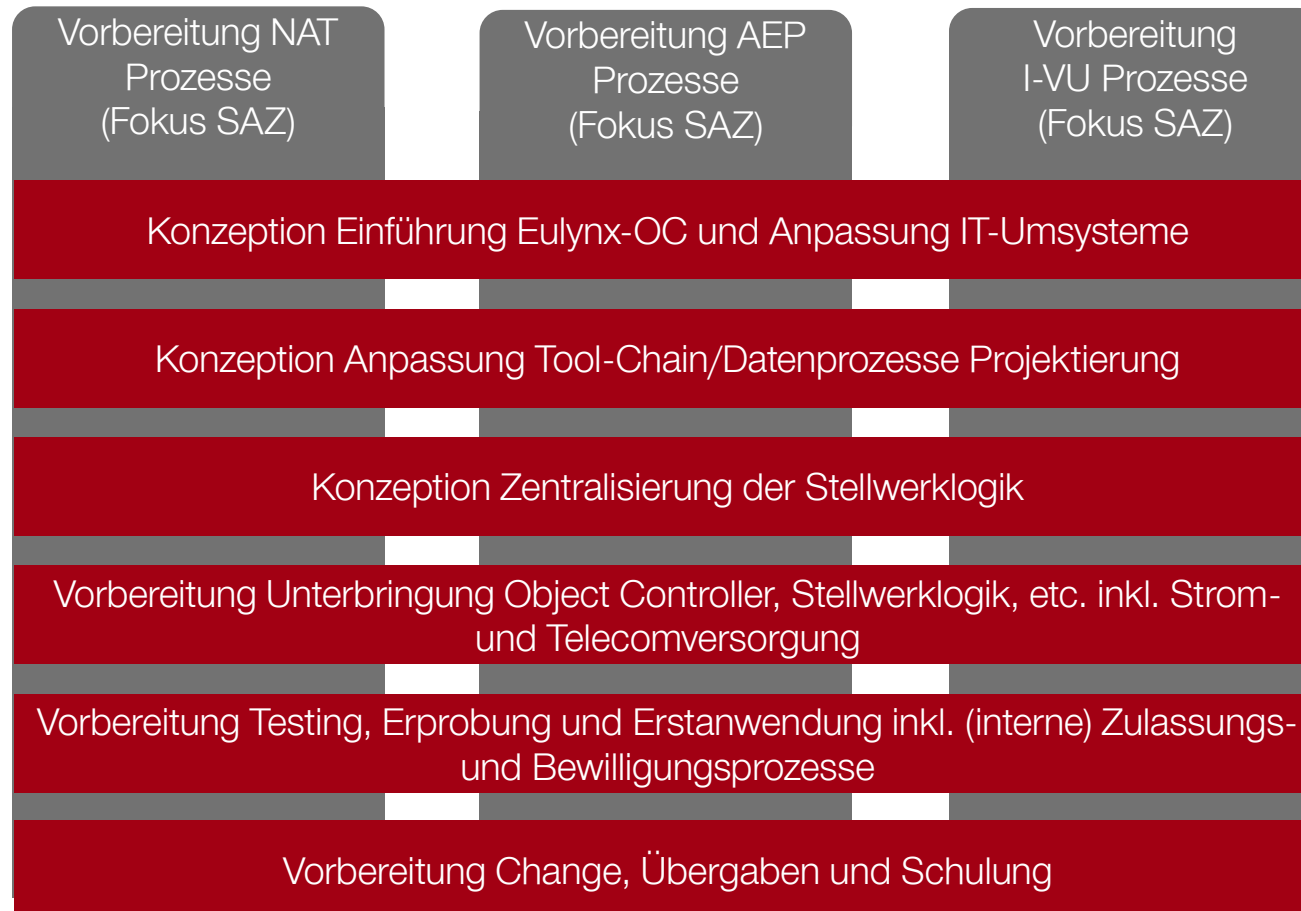 Vorbereitung NAT
Prozesse
(Fokus SAZ)
Vorbereitung AEP
Prozesse
(Fokus SAZ)
Vorbereitung
I-VU Prozesse
(Fokus SAZ)
Konzeption Einführung Eulynx-OC und Anpassung IT-Umsysteme
Konzeption Anpassung Tool-Chain/Datenprozesse Projektierung
Konzeption Zentralisierung der Stellwerklogik
Vorbereitung Unterbringung Object Controller, Stellwerklogik, etc. inkl. Strom-
und Telecomversorgung
Vorbereitung Testing, Erprobung und Erstanwendung inkl. (interne) Zulassungs-
und Bewilligungsprozesse
Vorbereitung Change, Übergaben und Schulung